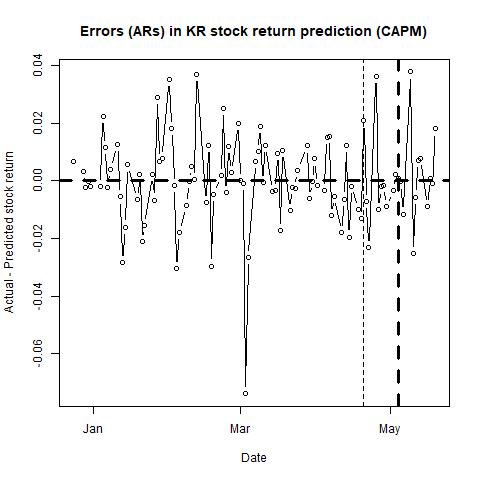 Errors (ARs) in KR stock return prediction (CAPM)
Actual - Predicted stock return
0.04
0.02
0.00
-0.02
-0.04
-0.06
Jan
Mar
May
Date